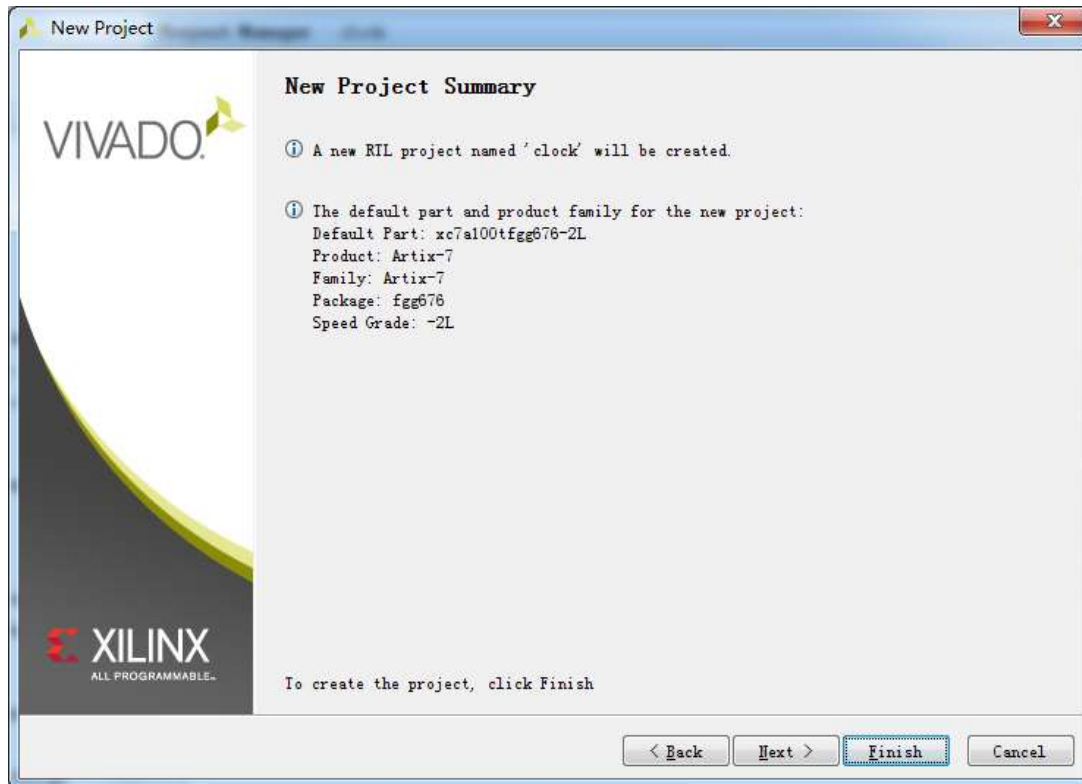 New Project
VIVADO.
New Project Summary
A new RTL project named 'clock' will be created.
The default part and product family for the new project:
Default Part: xc7a100tfgg676-2L
Product: Artix-7
Family: Artix-7
Package: fgg676
Speed Grade: -2L
XILINX
ALL PROGRAMMABLE.
To create the project, click Finish
< Back
Next >
Finish
Cancel